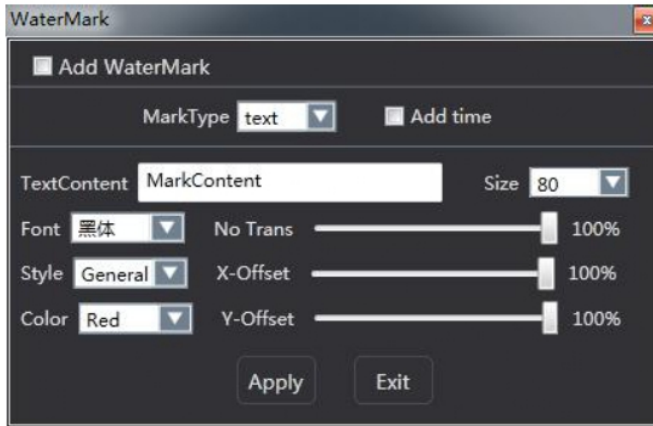 WaterMark
Add WaterMark
MarkType text Add time
TextContent MarkContent Size 80
Font 黑体 No Trans 100%
Style General X-Offset 100%
Color Red Y-Offset 100%
Apply Exit